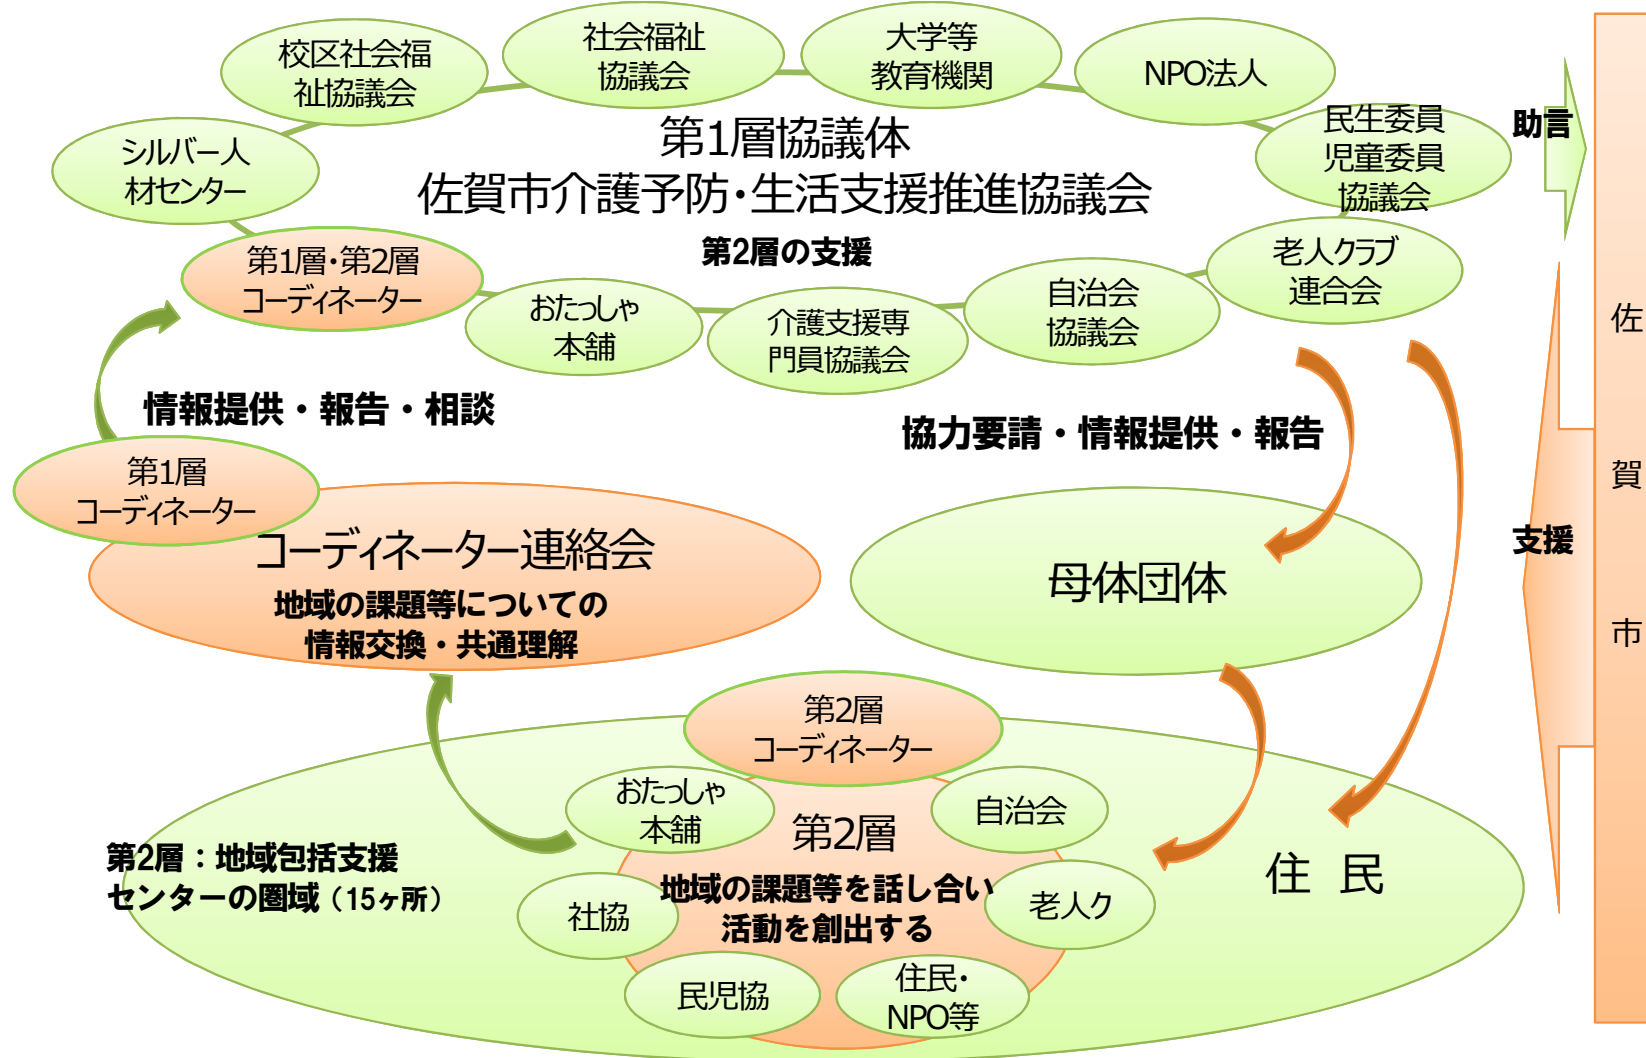 校区社会福
祉協議会
社会福祉
協議会
大学等
教育機関
NPO法人
民生委員
児童委員
協議会
助言
シルバー人
材センター
第1層協議体
佐賀市介護予防・生活支援推進協議会
第2層の支援
第1層・第2層
コーディネーター
おたっしゃ
本舗
介護支援専
門員協議会
自治会
協議会
老人クラブ
連合会
佐
賀
市
情報提供・報告・相談
協力要請・情報提供・報告
第1層
コーディネーター
コーディネーター連絡会
地域の課題等についての
情報交換・共通理解
母体団体
支援
第2層
コーディネーター
おたっしゃ
本舗
第2層
自治会
第2層：地域包括支援
センターの圏域（15ヶ所）
地域の課題等を話し合い
活動を創出する
社協
老人ク
住 民
民児協
住民・
NPO等